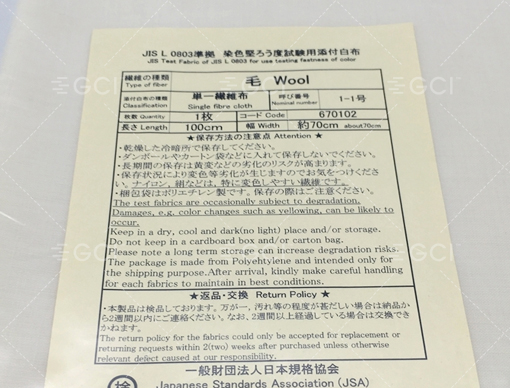 JIS L 0803準拠 染色堅ろう度試験用添付白布
JIS Test Fabric of JIS L 0803 for use testing fastness of color
繊維の種類 Type of fiber 毛 Wool
添付白布の種類 Classification 単一繊維布 Single fibre cloth 呼び番号 Nominal number 1-1号
枚数 Quantity 1枚 コード Code 670102
長さ Length 100cm 幅 Width 約70cm about70cm
★保存方法の注意点 Attention ★
・乾燥した冷暗所で保存してください。
・ダンボールやカートン袋などに入れて保存しないでください。
・長期間の保存は黄変などの劣化のリスクが高まります。
・保存状況により変色等劣化が生じますのでお気をつけくだ
さい。ナイロン、絹などは、特に変色しやすい繊維です。
・梱包袋はポリエチレン製です。保存の際はご注意ください。
The test fabrics are occasionally subject to degradation.
Damages, e.g. color changes such as yellowing, can be likely to
occur.
Keep in a dry, cool and dark(no light) place and/or storage.
Do not keep in a cardboard box and/or carton bag.
Please note a long term storage can increase degradation risks.
The package is made from Polyehtylene and intended only for
the shipping purpose.After arrival, kindly make careful handling
for each fabrics to maintain in best conditions.
★返品・交換 Return Policy ★
・本製品は検品しております。万が一、汚れ等の程度が甚だしい場合は納品か
ら2週間以内にご連絡ください。なお、2週間以上経過している場合は交換でき
かねます。
The return policy for the fabrics could only be accepted for replacement or
returning requests within 2(two) weeks after purchased unless otherwise
relevant defect caused at our responsibility.
一般財団法人日本規格協会
検 Japanese Standards Association (JSA)
GCI
GCI
GCI
GCI
GCI
GCI
GCI
GCI
GCI